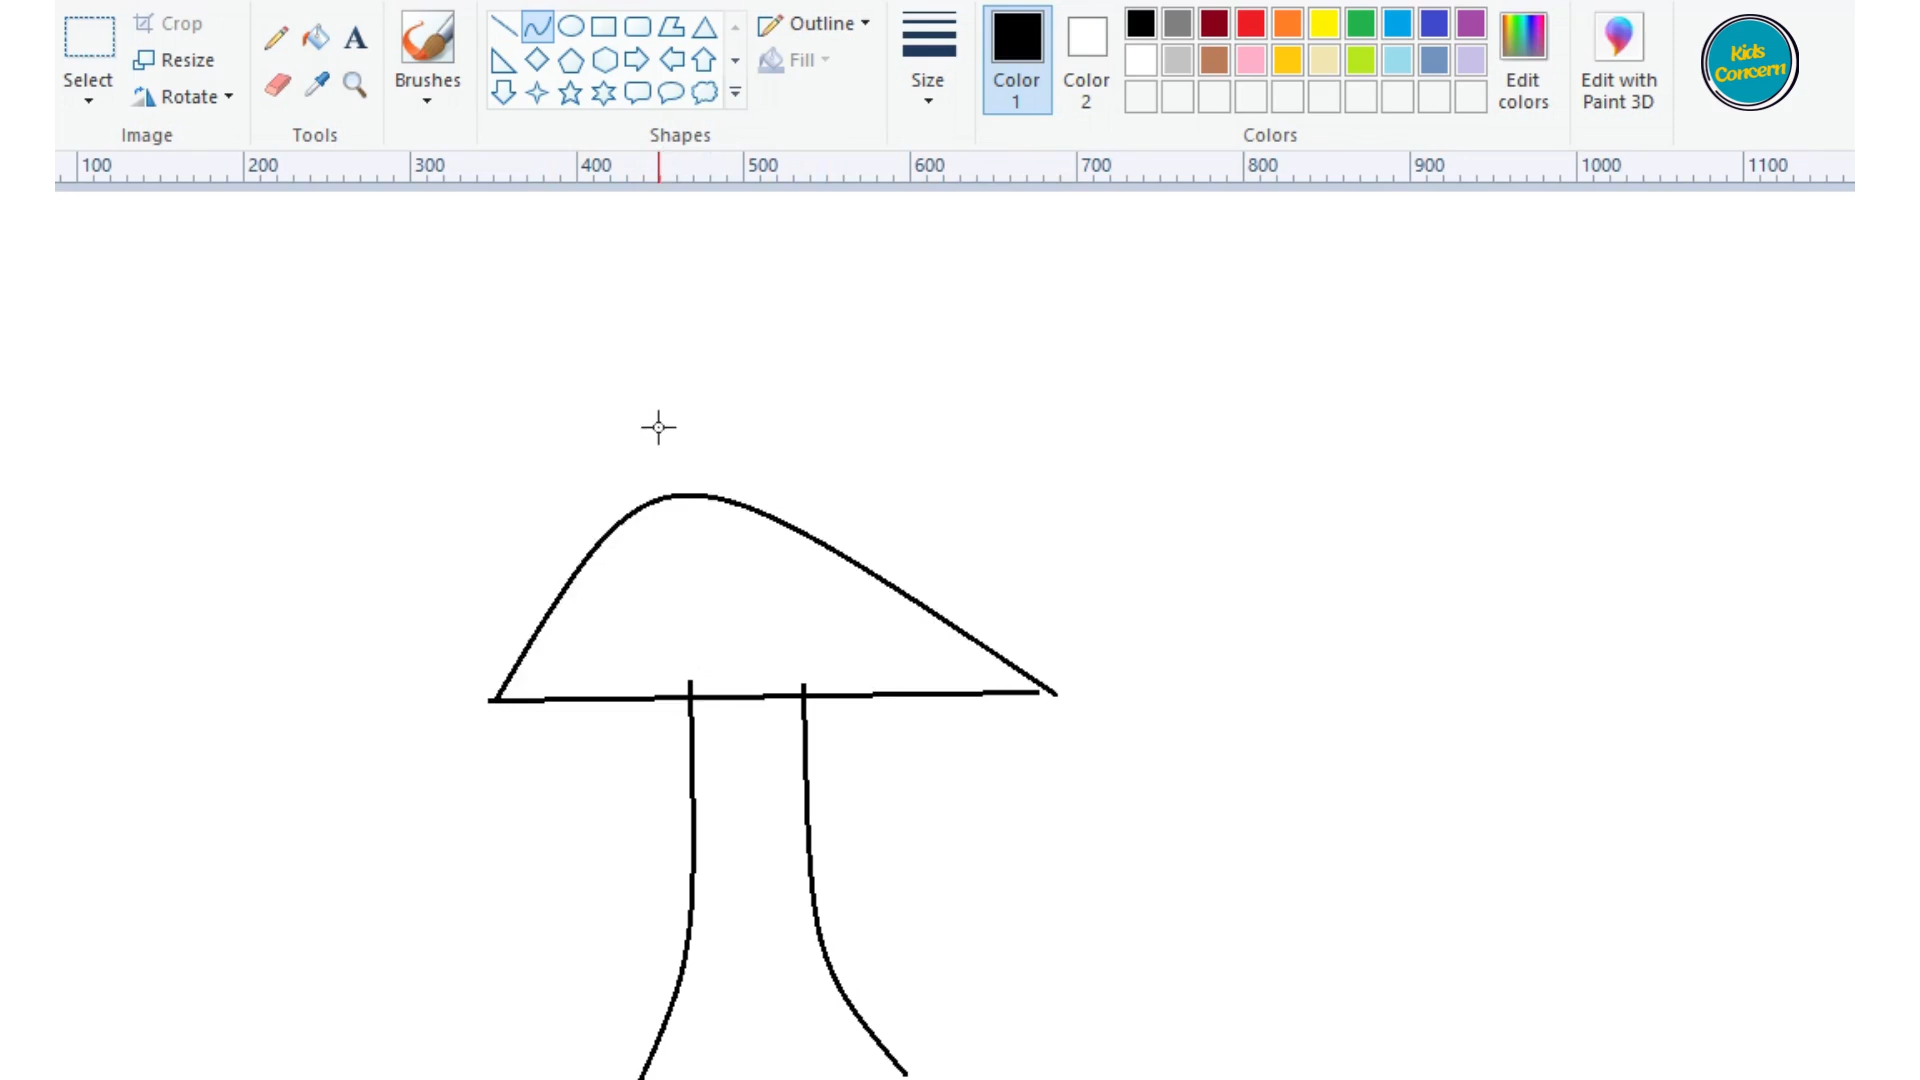 Crop
Resize
Rotate
Select
Image
A
Tools
Brushes
Outline
Fill
Shapes
Size
Color
1
Color
2
Edit
colors
Colors
Edit with
Paint 3D
Kids
Concern
100 200 300 400 500 600 700 800 900 1000 1100